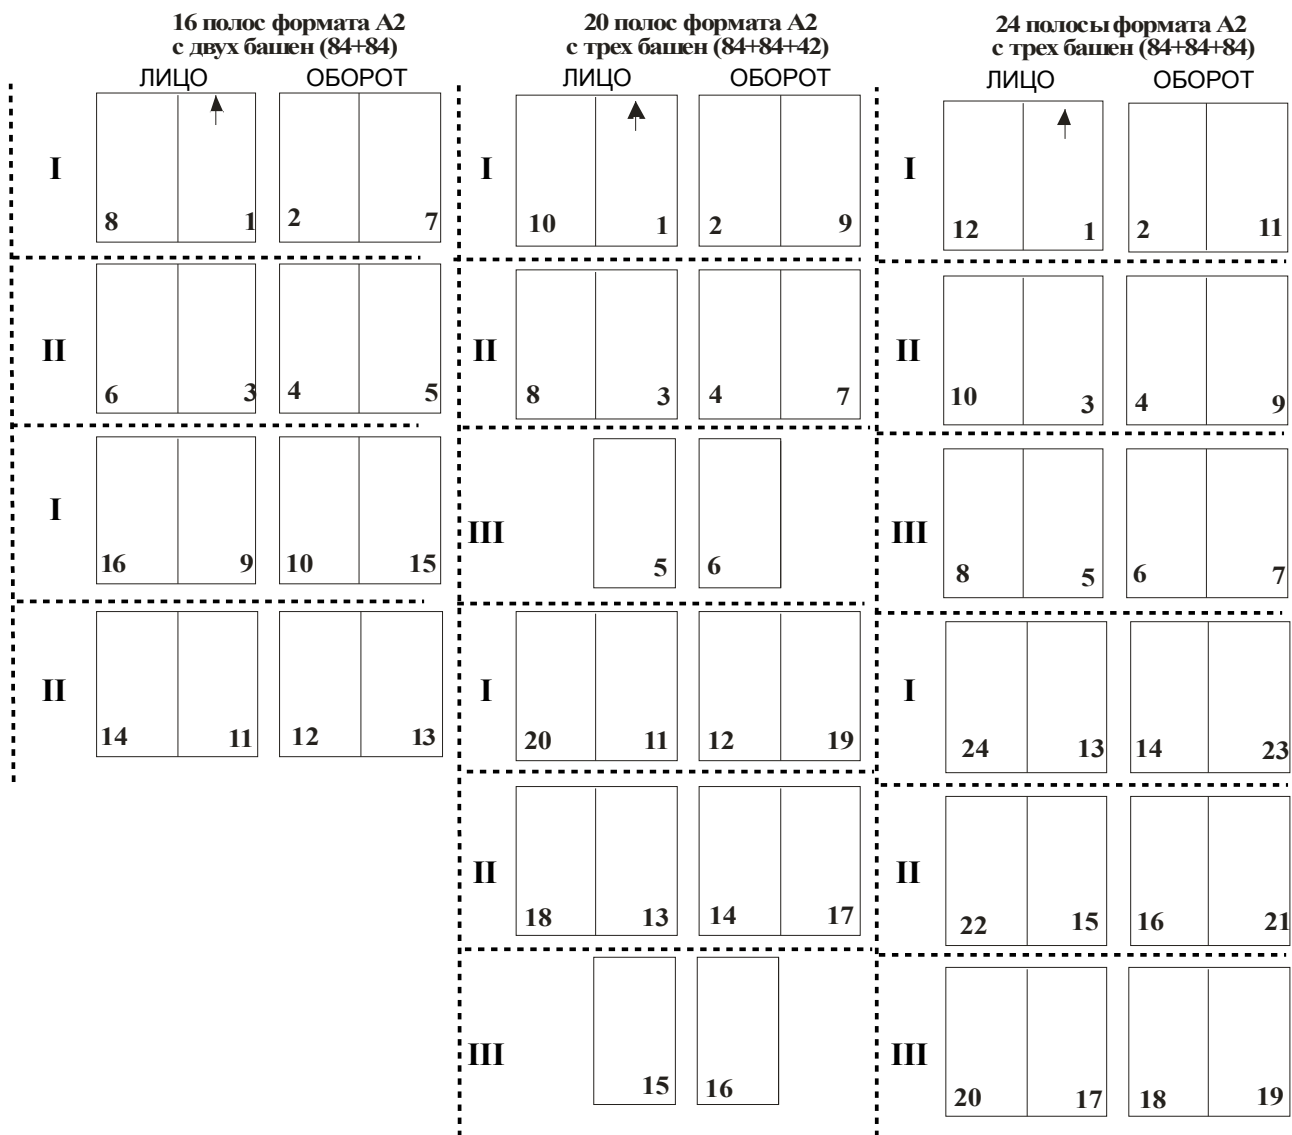 16 полос формата А2
с двух башен (84+84)
ЛИЦО ОБОРОТ
I
8 1 2 7
II
6 3 4 5
I
16 9 10 15
II
14 11 12 13
20 полос формата А2
с трех башен (84+84+42)
ЛИЦО ОБОРОТ
I
10 1 2 9
II
8 3 4 7
III
5 6
I
20 11 12 19
II
18 13 14 17
III
15 16
24 полосы формата А2
с трех башен (84+84+84)
ЛИЦО ОБОРОТ
I
12 1 2 11
II
10 3 4 9
III
8 5 6 7
I
24 13 14 23
II
22 15 16 21
III
20 17 18 19